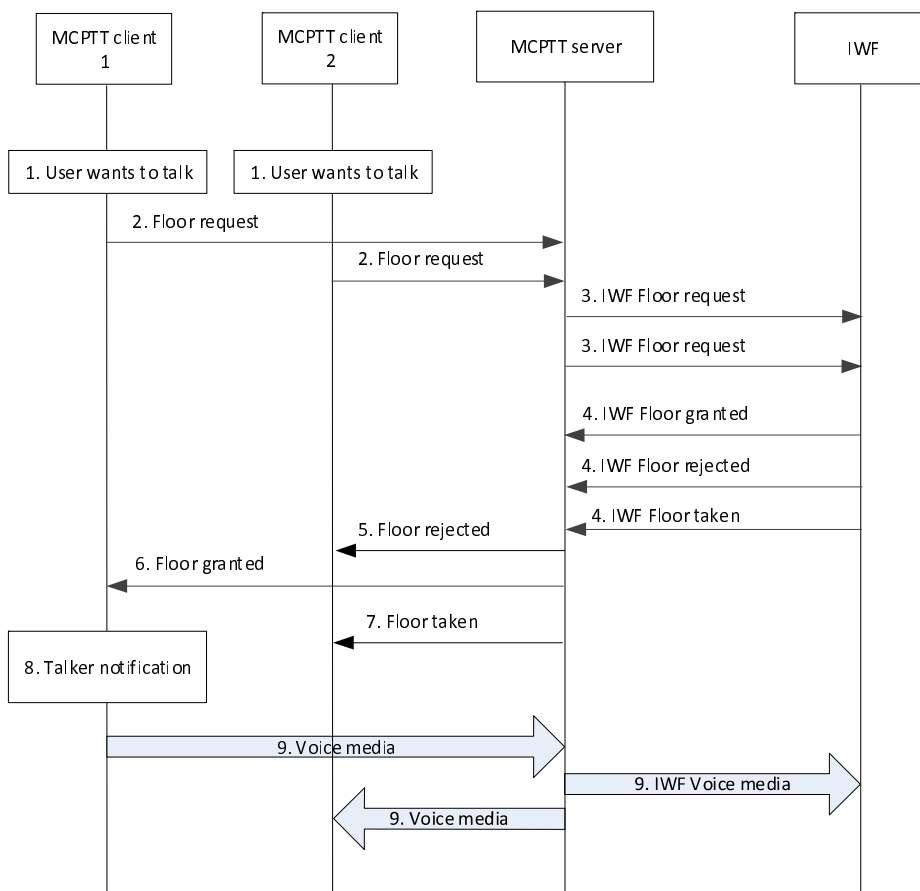 MCPTT client
1
MCPTT client
2
MCPTT server
IWF
1. User wants to talk
1. User wants to talk
2. Floor request
2. Floor request
3. IWF Floor request
3. IWF Floor request
4. IWF Floor granted
4. IWF Floor rejected
4. IWF Floor taken
5. Floor rejected
6. Floor granted
7. Floor taken
8. Talker notification
9. Voice media
9. IWF Voice media
9. Voice media